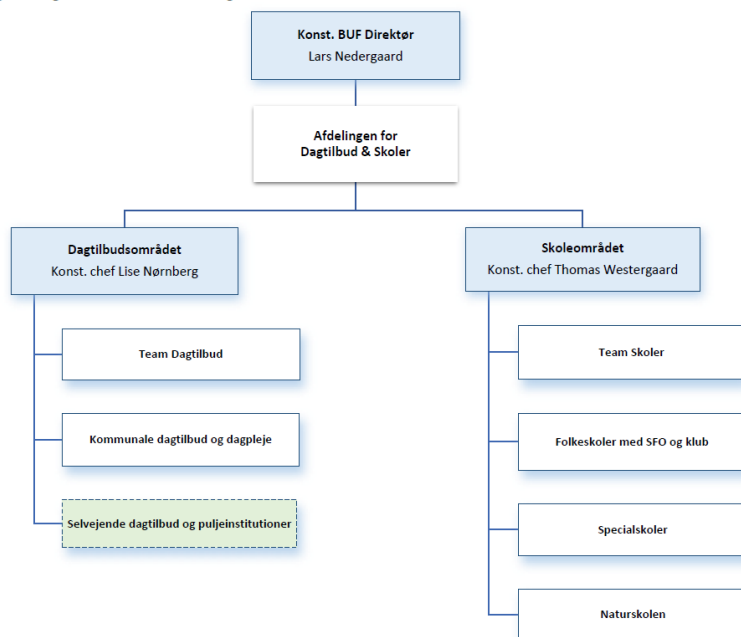 Konst. BUF Direktør
Lars Nedergaard
Afdelingen for
Dagtilbud & Skoler
Dagtilbudsområdet
Konst. chef Lise Nørnberg
Team Dagtilbud
Kommunale dagtilbud og dagpleje
Selvejende dagtilbud og puljeinstitutioner
Skoleområdet
Konst. chef Thomas Westergaard
Team Skoler
Folkeskoler med SFO og klub
Specialskoler
Naturskolen